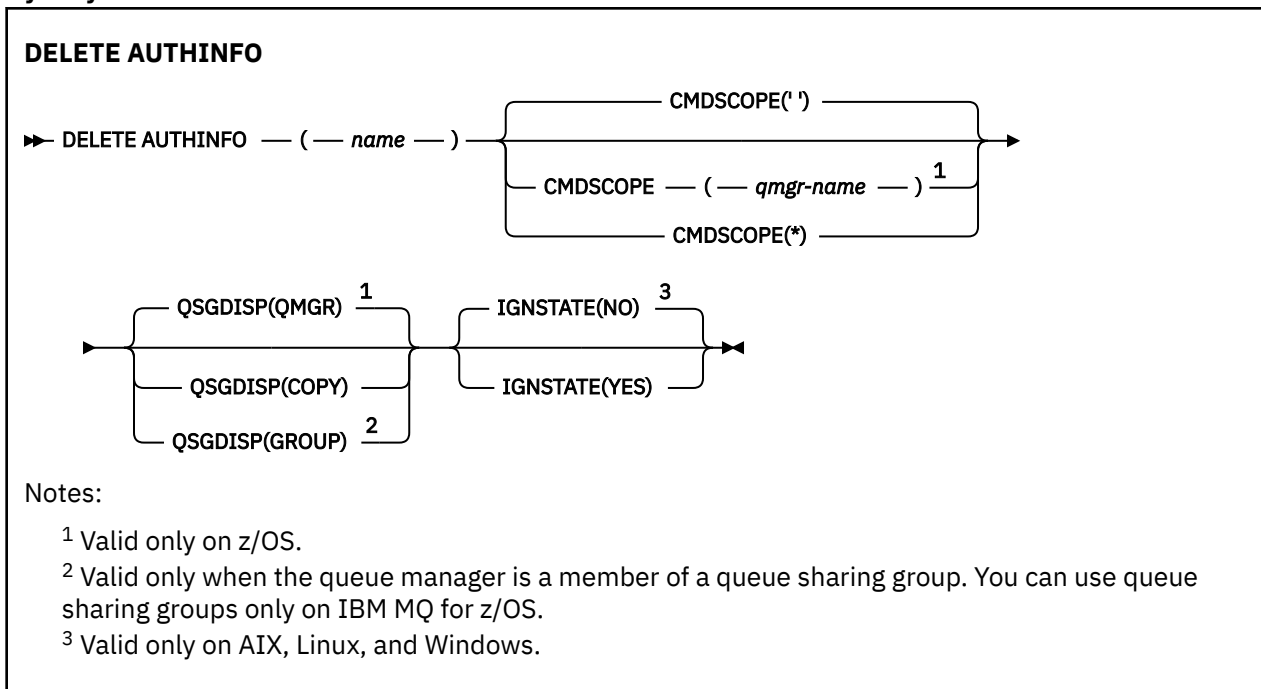 DELETE AUTHINFO
CMDSCOPE(' ')
DELETE AUTHINFO ( name )
CMDSCOPE ( qmgr-name ) 1
CMDSCOPE(*)
QSGDISP(QMGR) 1 IGNSTATE(NO) 3
QSGDISP(COPY) IGNSTATE(YES)
QSGDISP(GROUP) 2
Notes:
1 Valid only on z/OS.
2 Valid only when the queue manager is a member of a queue sharing group. You can use queue
sharing groups only on IBM MQ for z/OS.
3 Valid only on AIX, Linux, and Windows.